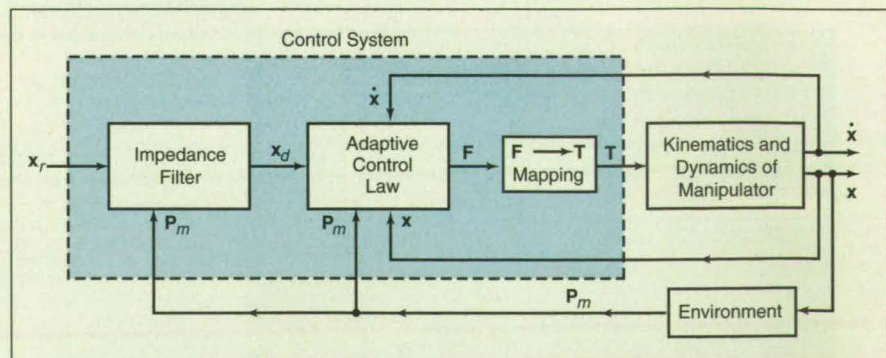 Control System
ẋ
x_r
Impedance
Filter
x_d
Adaptive
Control
Law
F
F → T
Mapping
T
Kinematics and
Dynamics of
Manipulator
ẋ
x
P_m
P_m
x
P_m
Environment